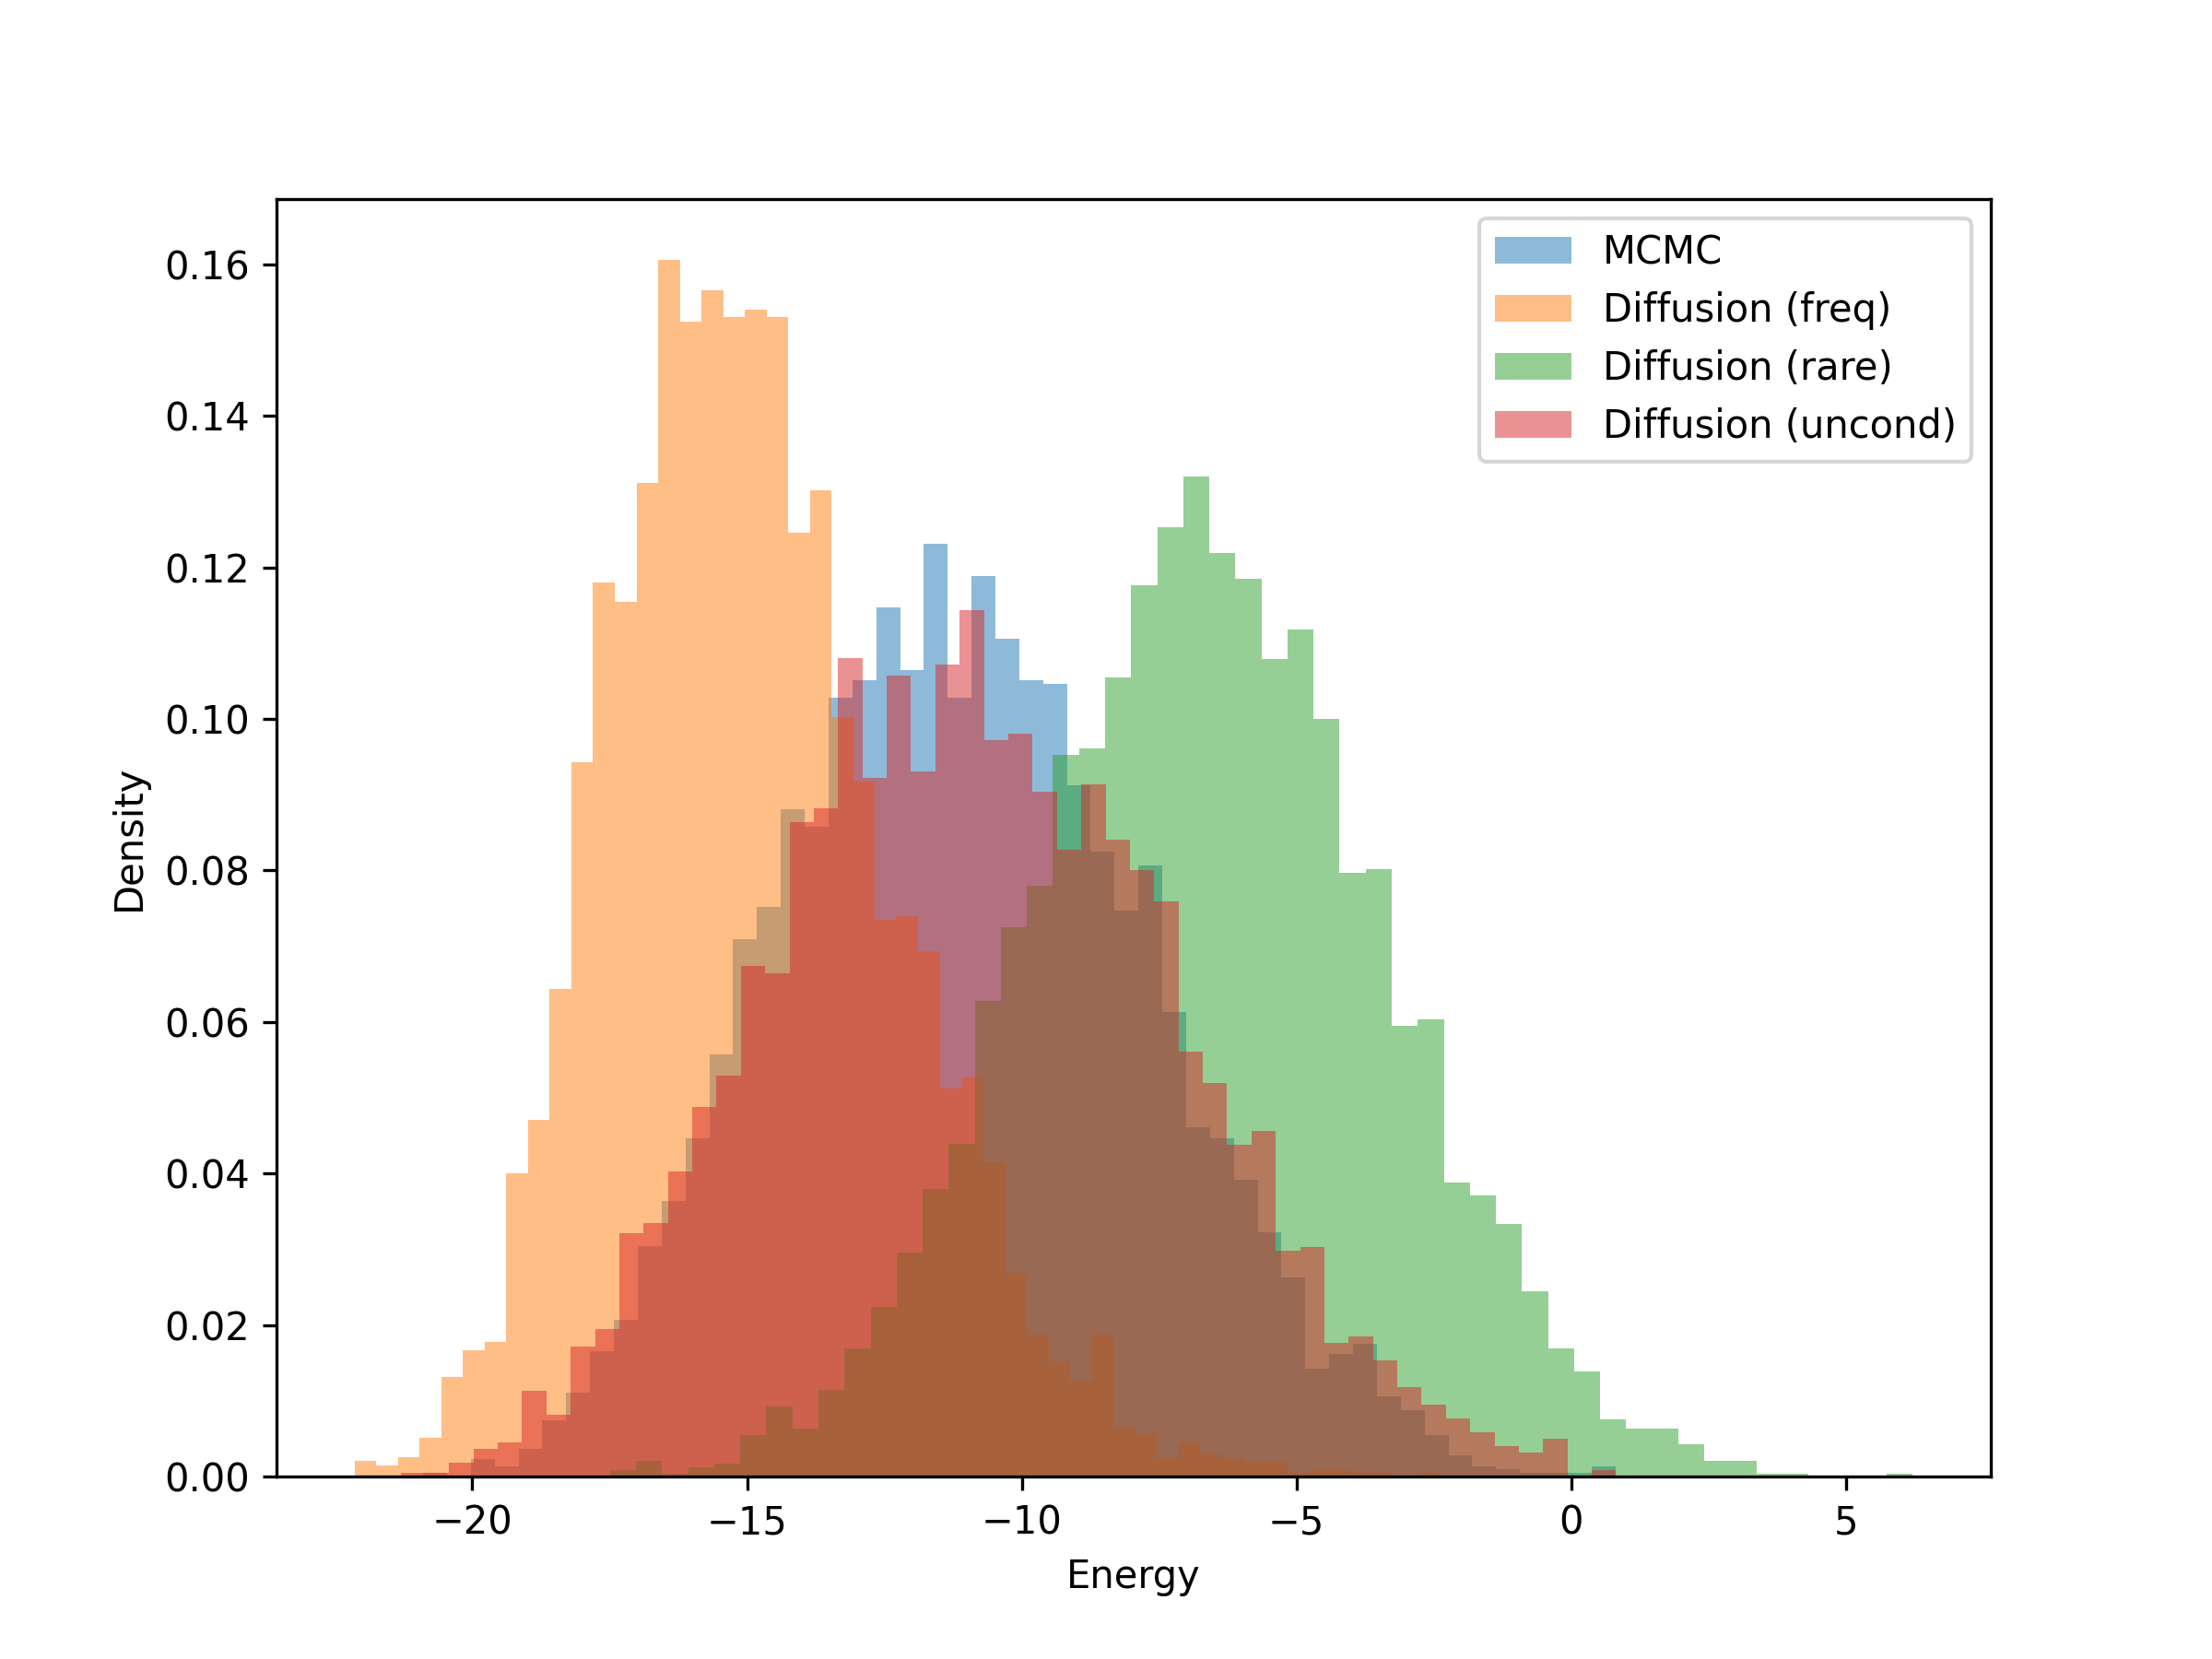 MCMC
Diffusion (freq)
Diffusion (rare)
Diffusion (uncond)
0.16
0.14
0.12
0.10
0.08
0.06
0.04
0.02
0.00
Density
−20 −15 −10 −5 0 5
Energy